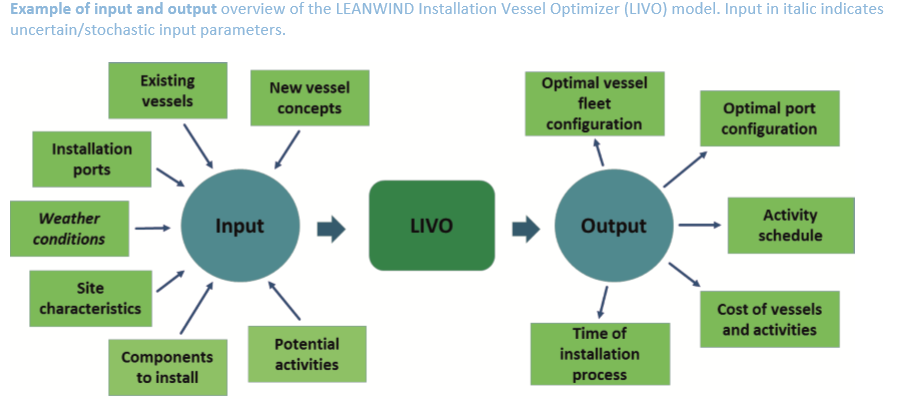 Example of input and output overview of the LEANWIND Installation Vessel Optimizer (LIVO) model. Input in italic indicates
uncertain/stochastic input parameters.
Existing
vessels
New vessel
concepts
Installation
ports
Weather
conditions
Site
characteristics
Components
to install
Potential
activities
Input
LIVO
Output
Optimal vessel
fleet
configuration
Optimal port
configuration
Activity
schedule
Cost of vessels
and activities
Time of
installation
process